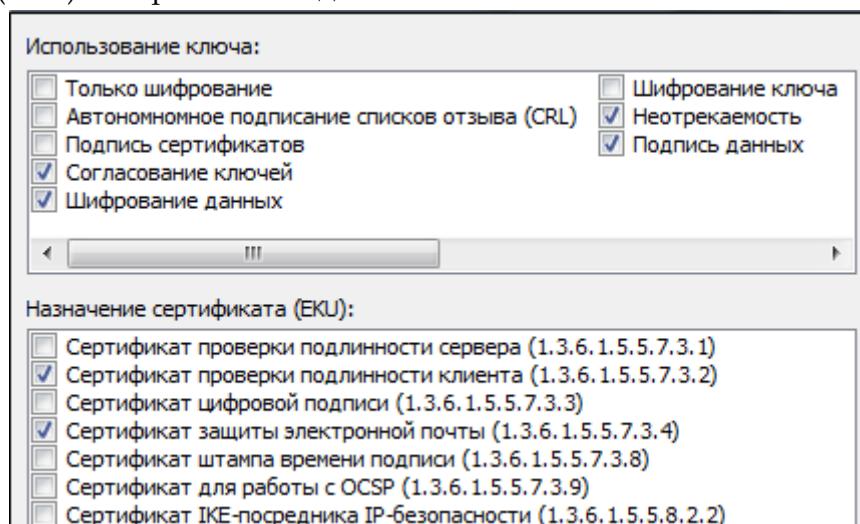 Использование ключа:
Только шифрование
Автономномное подписание списков отзыва (CRL)
Подпись сертификатов
Согласование ключей
Шифрование данных
Шифрование ключа
Неотрекаемость
Подпись данных
Назначение сертификата (EKU):
Сертификат проверки подлинности сервера (1.3.6.1.5.5.7.3.1)
Сертификат проверки подлинности клиента (1.3.6.1.5.5.7.3.2)
Сертификат цифровой подписи (1.3.6.1.5.5.7.3.3)
Сертификат защиты электронной почты (1.3.6.1.5.5.7.3.4)
Сертификат штампа времени подписи (1.3.6.1.5.5.7.3.8)
Сертификат для работы с OCSP (1.3.6.1.5.5.7.3.9)
Сертификат IKE-посредника IP-безопасности (1.3.6.1.5.5.8.2.2)